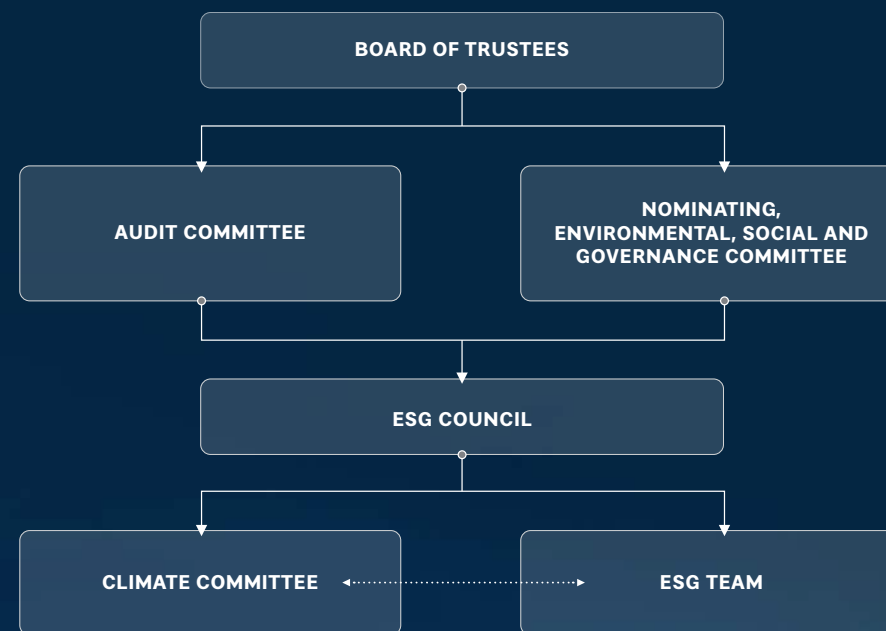 BOARD OF TRUSTEES
AUDIT COMMITTEE
NOMINATING,
ENVIRONMENTAL, SOCIAL AND
GOVERNANCE COMMITTEE
ESG COUNCIL
CLIMATE COMMITTEE
ESG TEAM